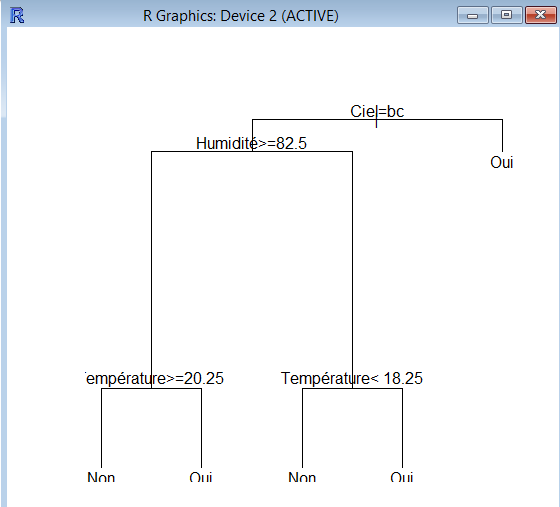 R Graphics: Device 2 (ACTIVE)
Ciel=bc
Humidité>=82.5
Oui
empérature>=20.25
Température< 18.25
Non
Oui
Non
Oui